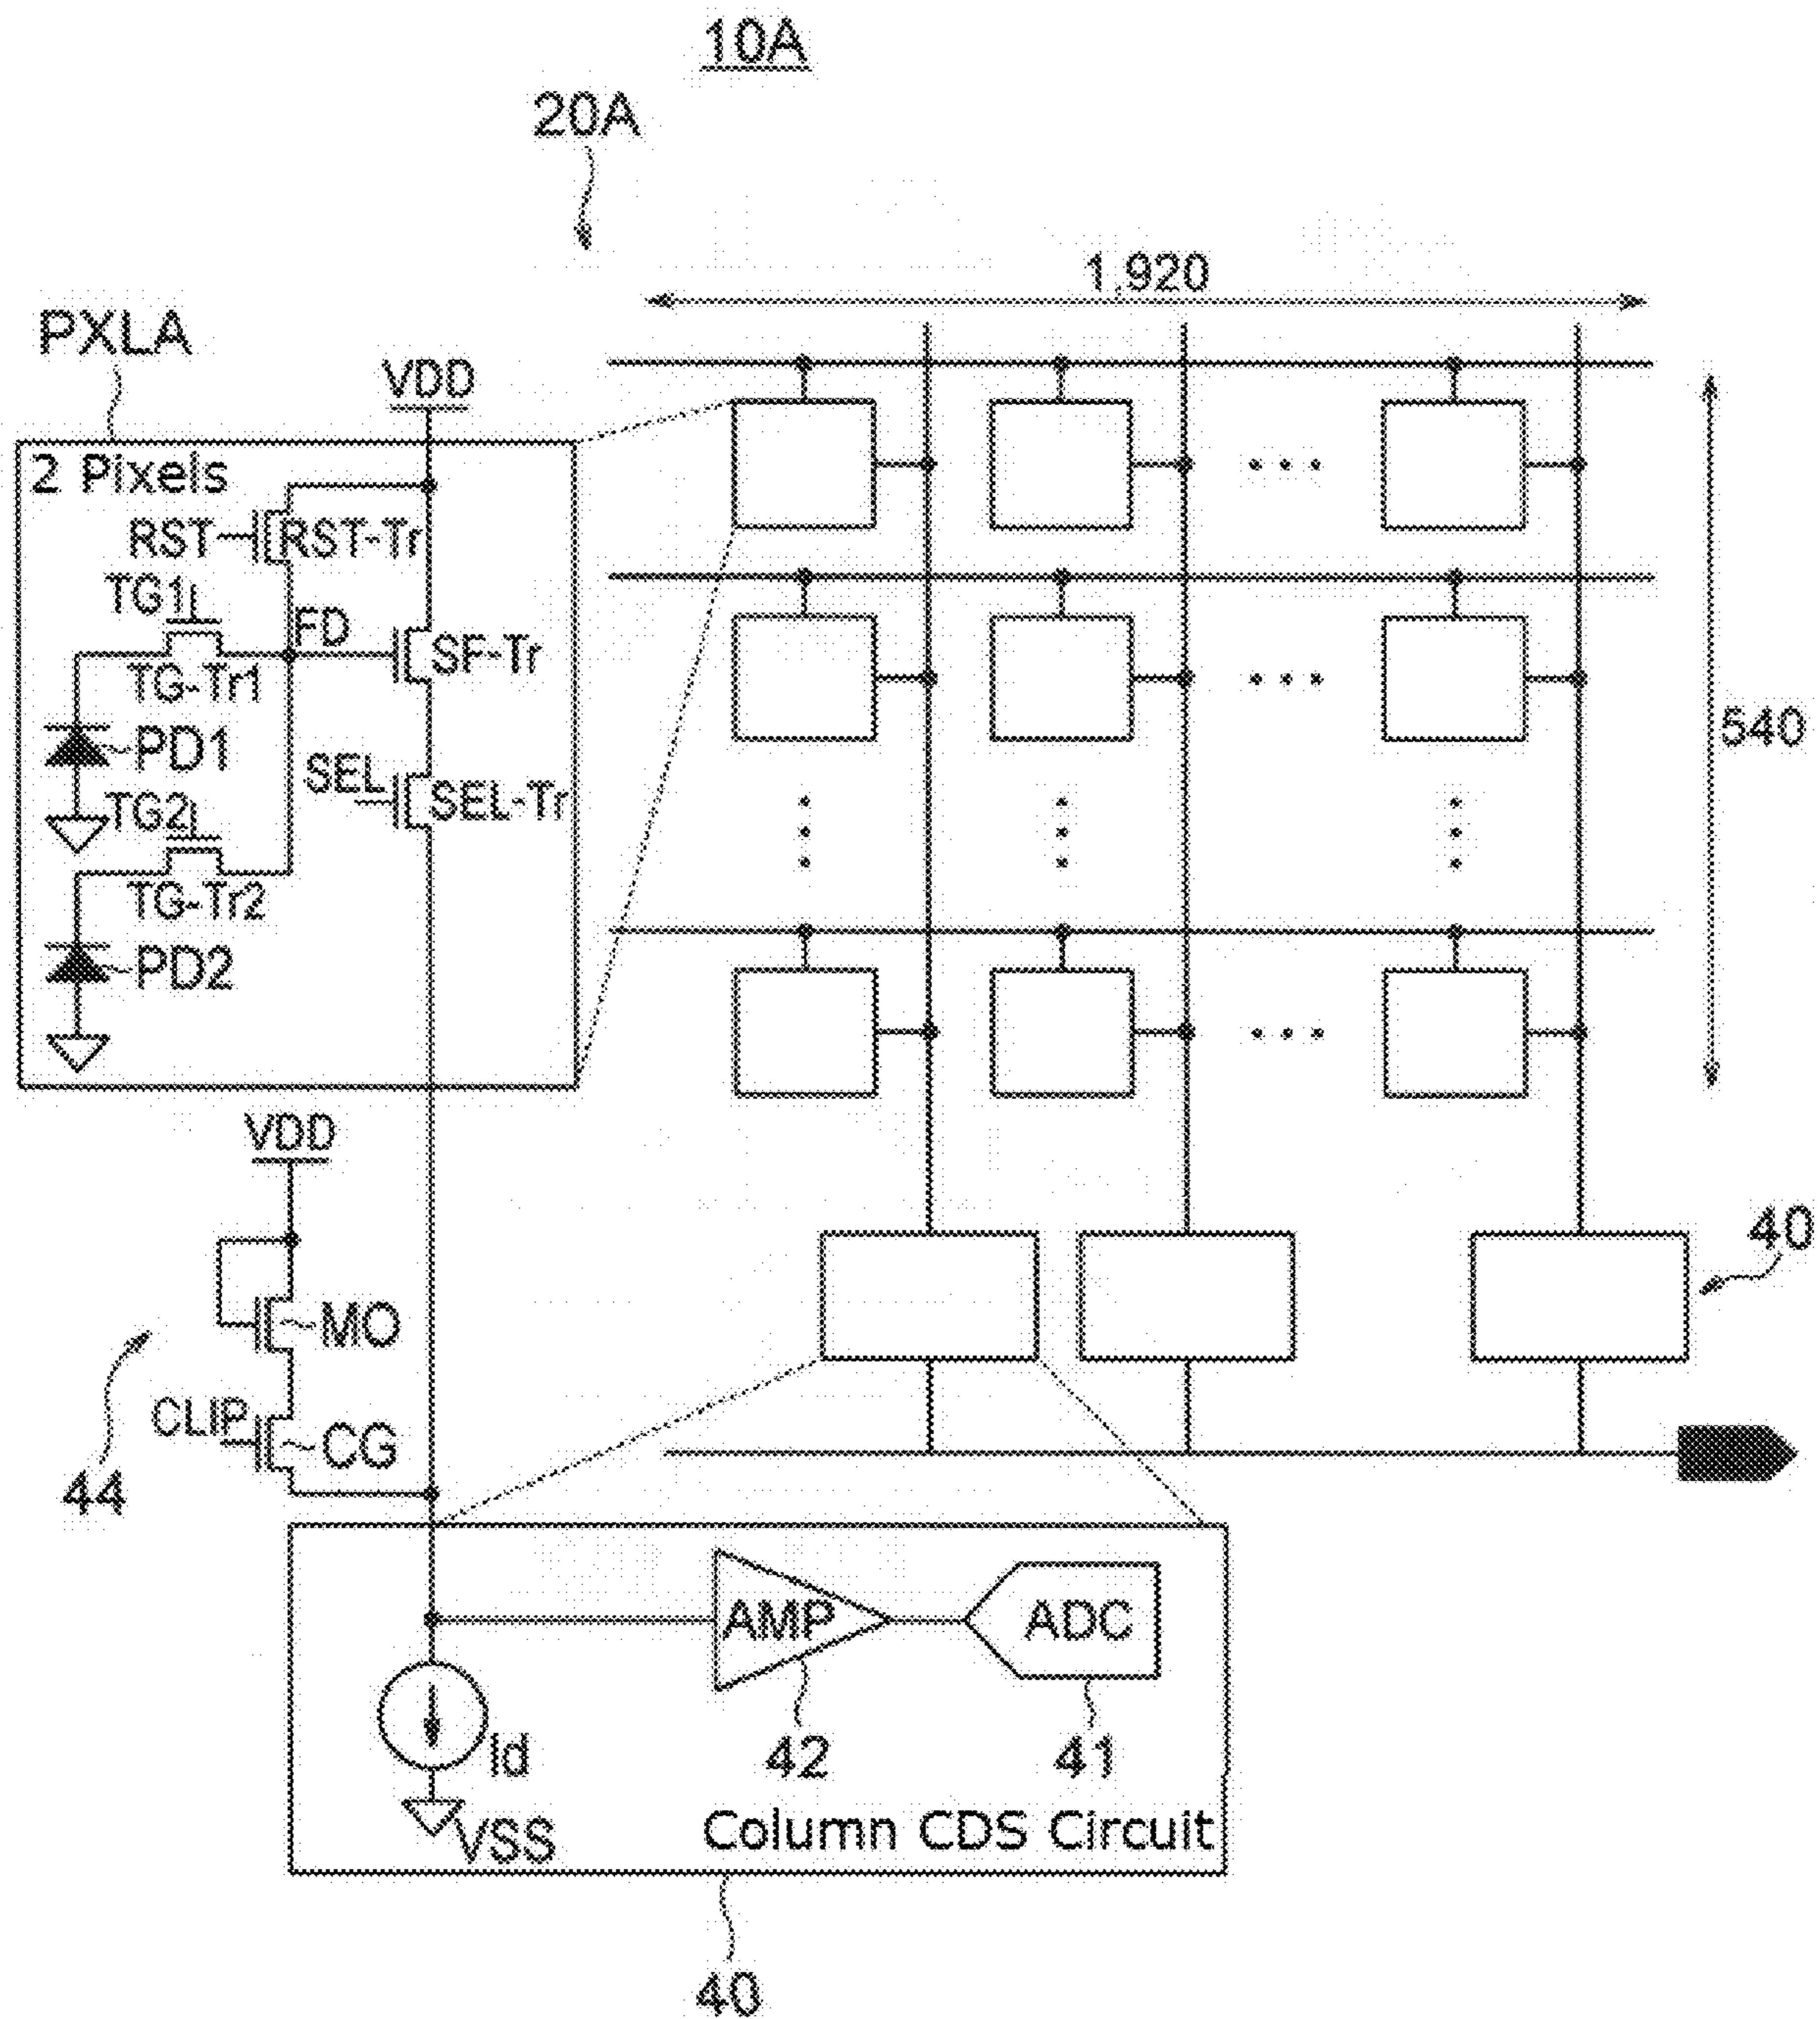 10A
20A
1,920
PXLA
VDD
2 Pixels
RST
RST-Tr
TG1
FD
SF-Tr
TG-Tr1
540
PD1
SEL
SEL-Tr
TG2
TG-Tr2
PD2
VDD
40
MO
CLIP
CG
44
AMP
ADC
Id
42
41
VSS
Column CDS Circuit
40